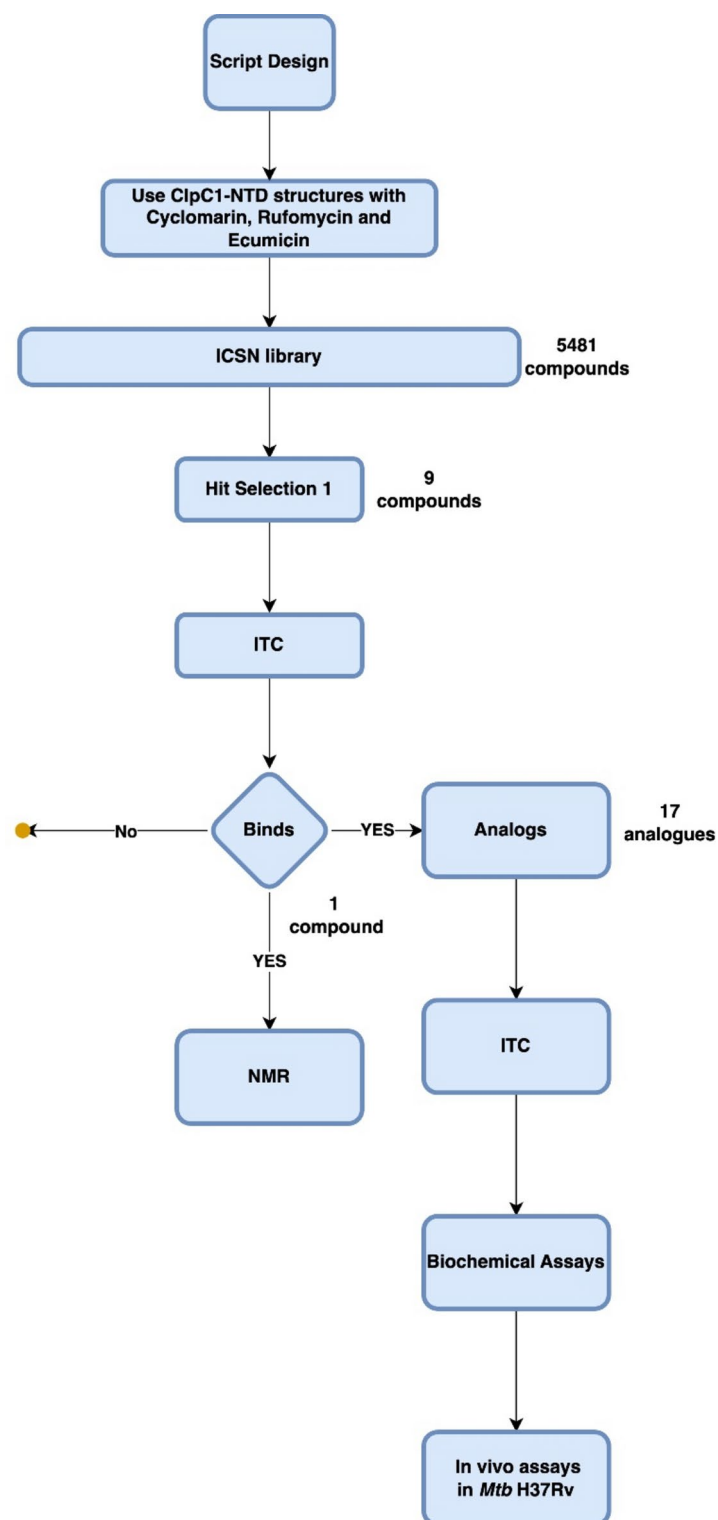 Script Design
Use ClpC1-NTD structures with
Cyclomarin, Rufomycin and
Ecumicin
ICSN library
5481
compounds
Hit Selection 1
9
compounds
ITC
No
Binds
YES
Analogs
17
analogues
1
compound
YES
NMR
ITC
Biochemical Assays
In vivo assays
in Mtb H37Rv